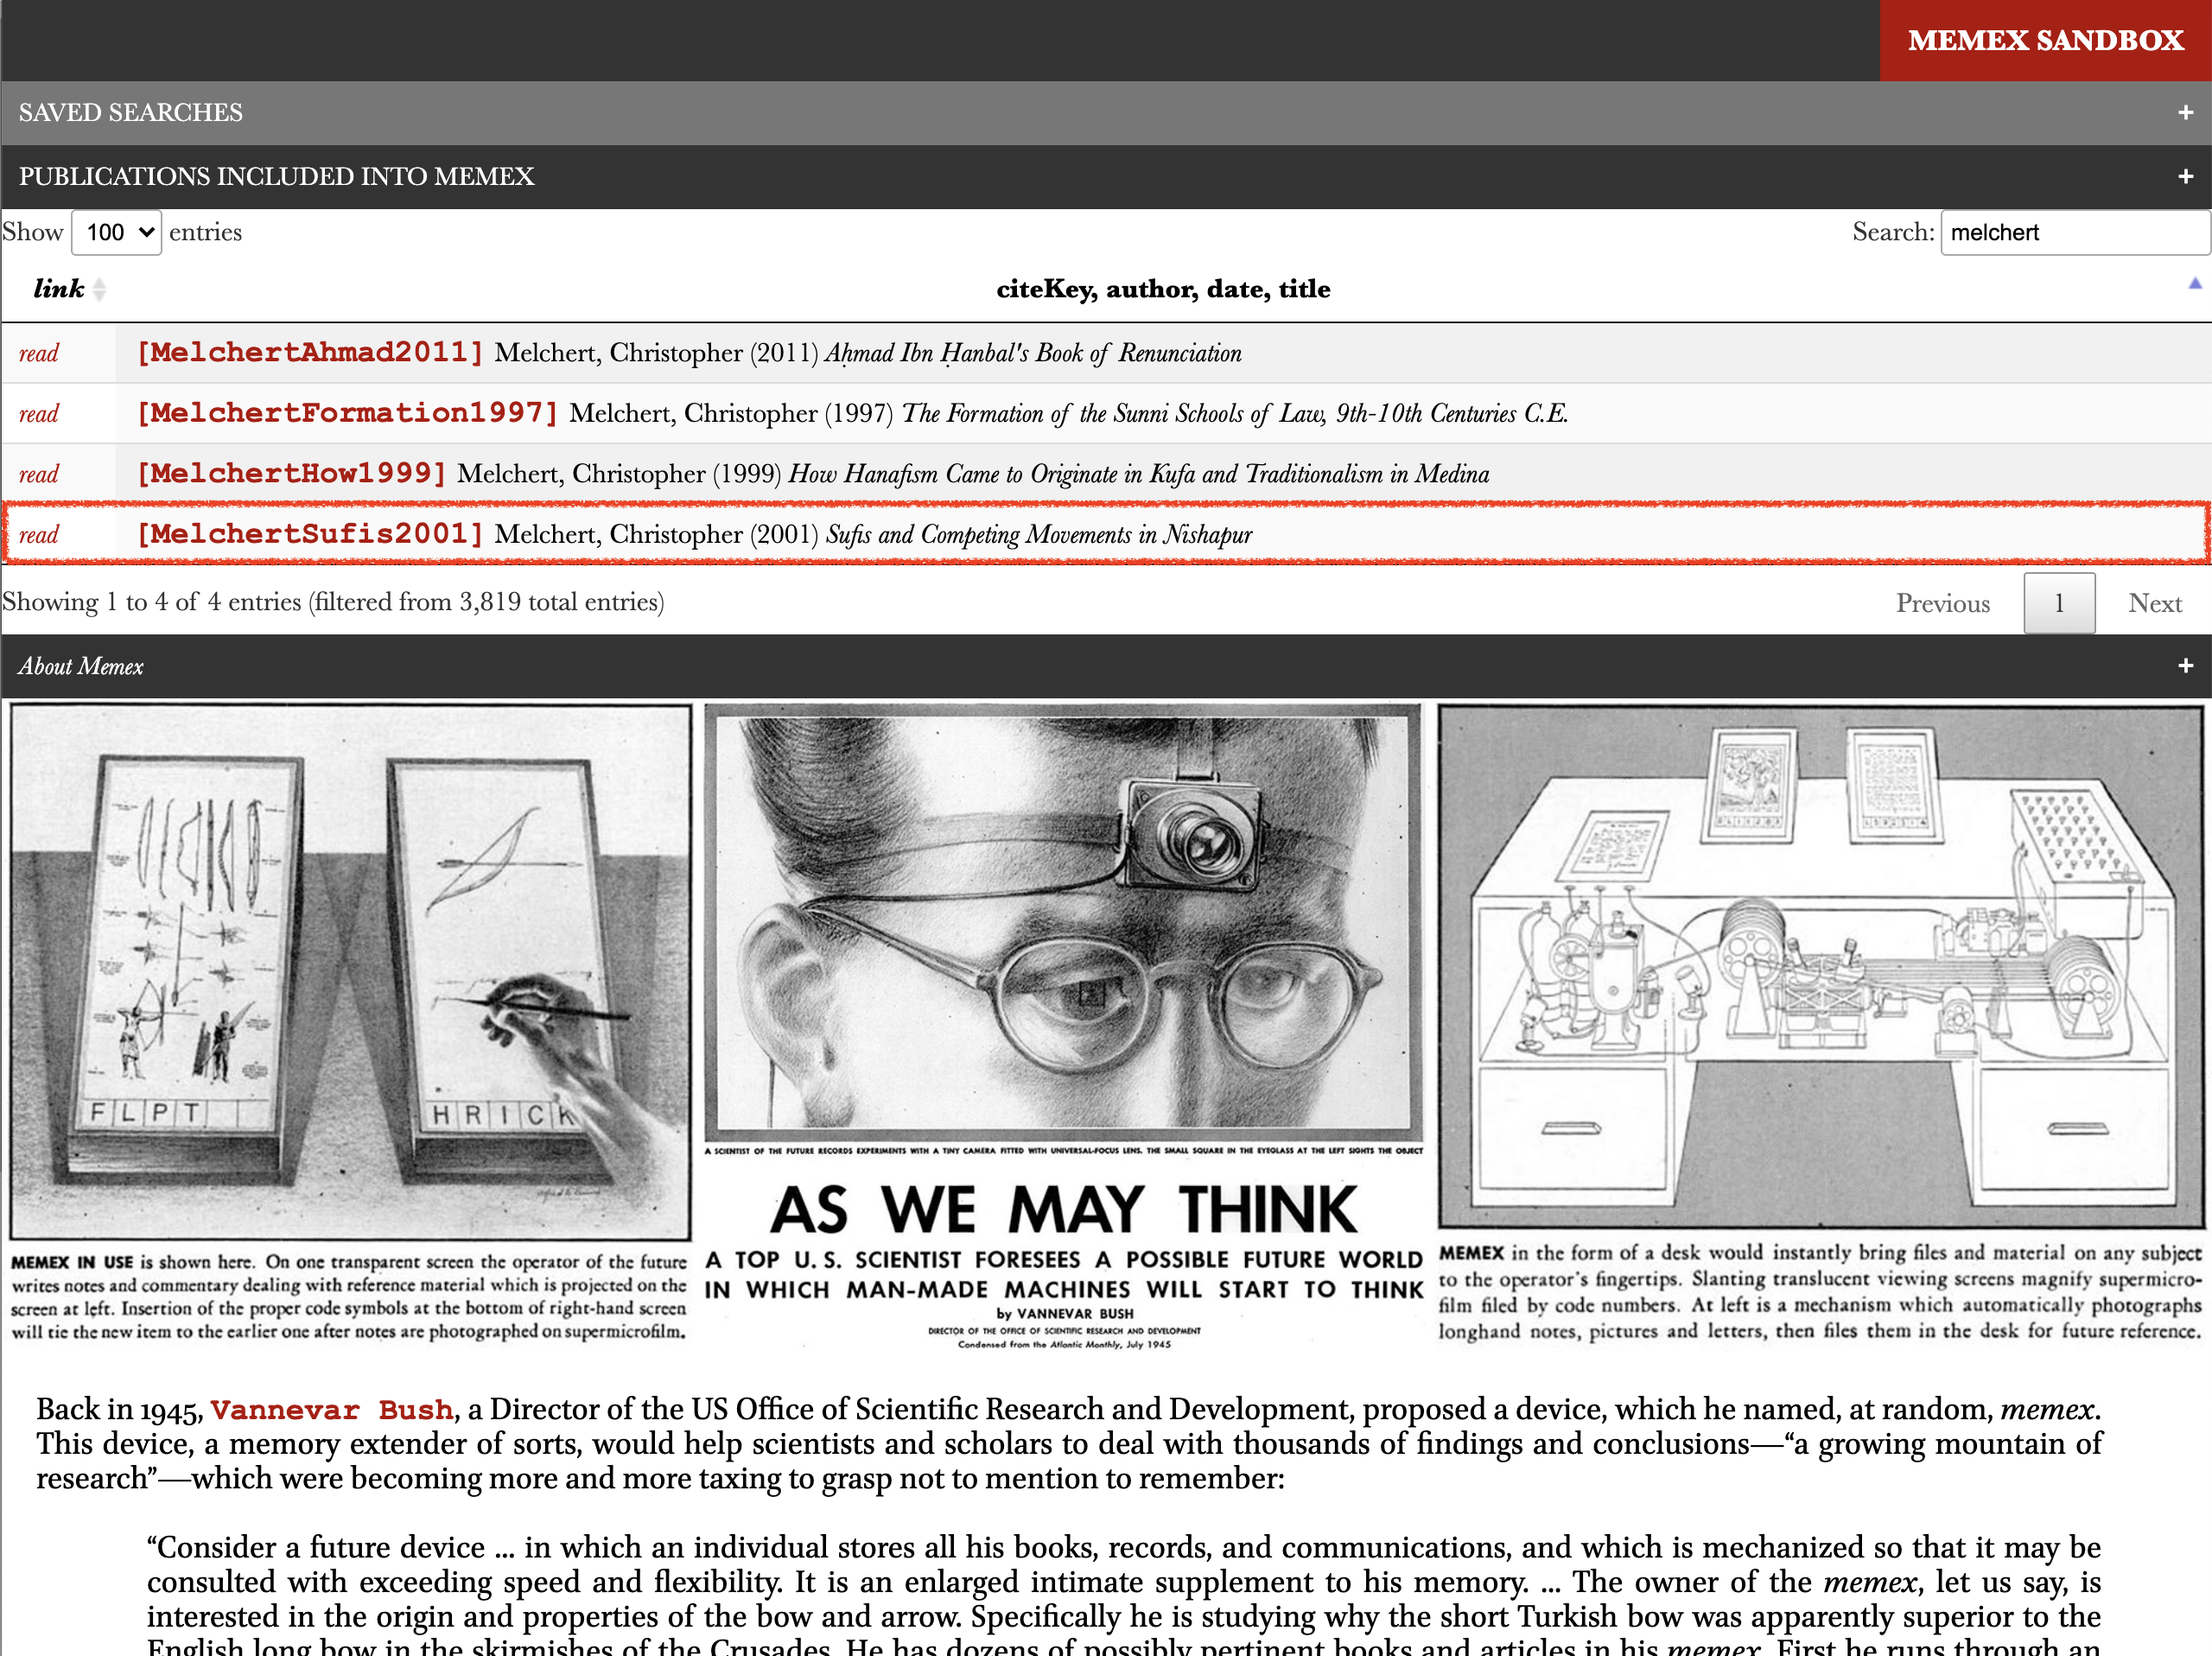 MEMEX SANDBOX
SAVED SEARCHES +
PUBLICATIONS INCLUDED INTO MEMEX +
Show 100 entries Search: melchert
link citeKey, author, date, title
read [MelchertAhmad2011] Melchert, Christopher (2011) Aḥmad Ibn Ḥanbal's Book of Renunciation
read [MelchertFormation1997] Melchert, Christopher (1997) The Formation of the Sunni Schools of Law, 9th-10th Centuries C.E.
read [MelchertHow1999] Melchert, Christopher (1999) How Hanafism Came to Originate in Kufa and Traditionalism in Medina
read [MelchertSufis2001] Melchert, Christopher (2001) Sufis and Competing Movements in Nishapur
Showing 1 to 4 of 4 entries (filtered from 3,819 total entries) Previous 1 Next
About Memex +
F L P T
H R I C K
MEMEX IN USE is shown here. On one transparent screen the operator of the future
writes notes and commentary dealing with reference material which is projected on the
screen at left. Insertion of the proper code symbols at the bottom of right-hand screen
will tie the new item to the earlier one after notes are photographed on supermicrofilm.
A SCIENTIST OF THE FUTURE RECORDS EXPERIMENTS WITH A TINY CAMERA FITTED WITH UNIVERSAL-FOCUS LENS. THE SMALL SQUARE IN THE EYEGLASS AT THE LEFT SIGHTS THE OBJECT
AS WE MAY THINK
A TOP U. S. SCIENTIST FORESEES A POSSIBLE FUTURE WORLD
IN WHICH MAN-MADE MACHINES WILL START TO THINK
by VANNEVAR BUSH
DIRECTOR OF THE OFFICE OF SCIENTIFIC RESEARCH AND DEVELOPMENT
Condensed from the Atlantic Monthly, July 1945
MEMEX in the form of a desk would instantly bring files and material on any subject
to the operator's fingertips. Slanting translucent viewing screens magnify supermicro-
film filed by code numbers. At left is a mechanism which automatically photographs
longhand notes, pictures and letters, then files them in the desk for future reference.
Back in 1945, Vannevar Bush, a Director of the US Office of Scientific Research and Development, proposed a device, which he named, at random, memex.
This device, a memory extender of sorts, would help scientists and scholars to deal with thousands of findings and conclusions—“a growing mountain of
research”—which were becoming more and more taxing to grasp not to mention to remember:
“Consider a future device ... in which an individual stores all his books, records, and communications, and which is mechanized so that it may be
consulted with exceeding speed and flexibility. It is an enlarged intimate supplement to his memory. ... The owner of the memex, let us say, is
interested in the origin and properties of the bow and arrow. Specifically he is studying why the short Turkish bow was apparently superior to the
English long bow in the skirmishes of the Crusades. He has dozens of possibly pertinent books and articles in his memex. First he runs through an